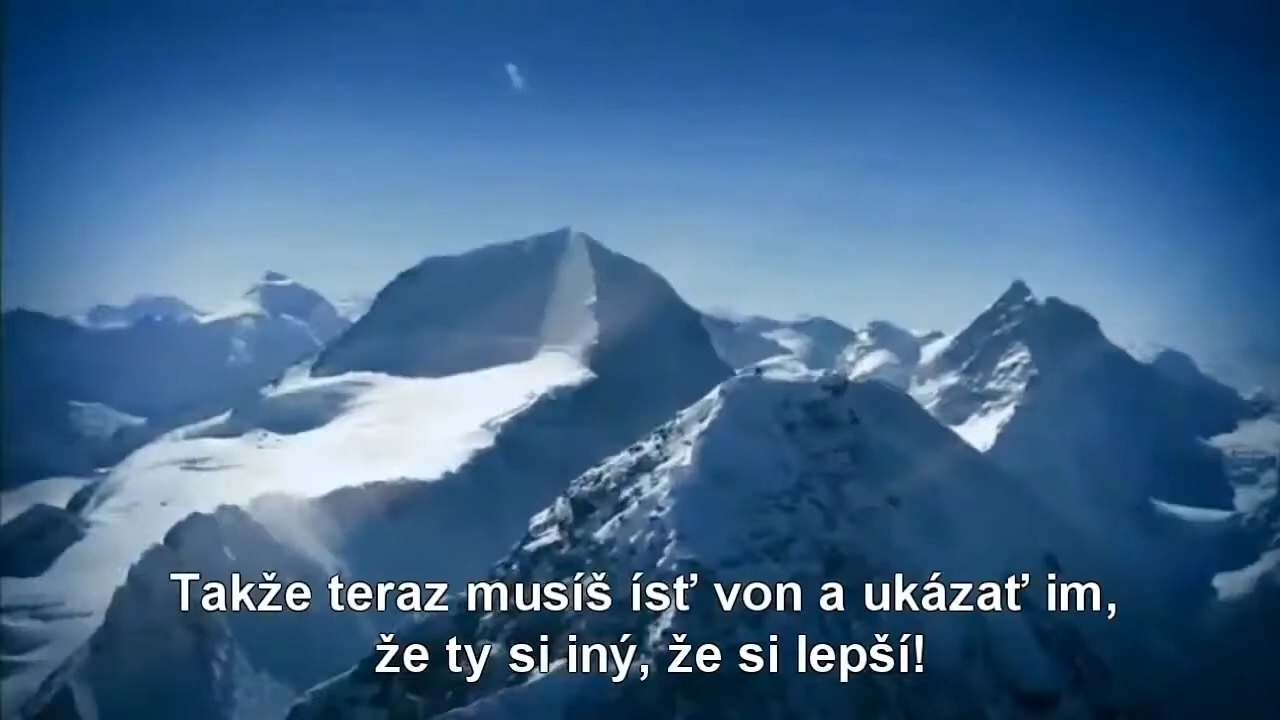 Takže teraz musíš ísť von a ukázať im,
že ty si iný, že si lepší!